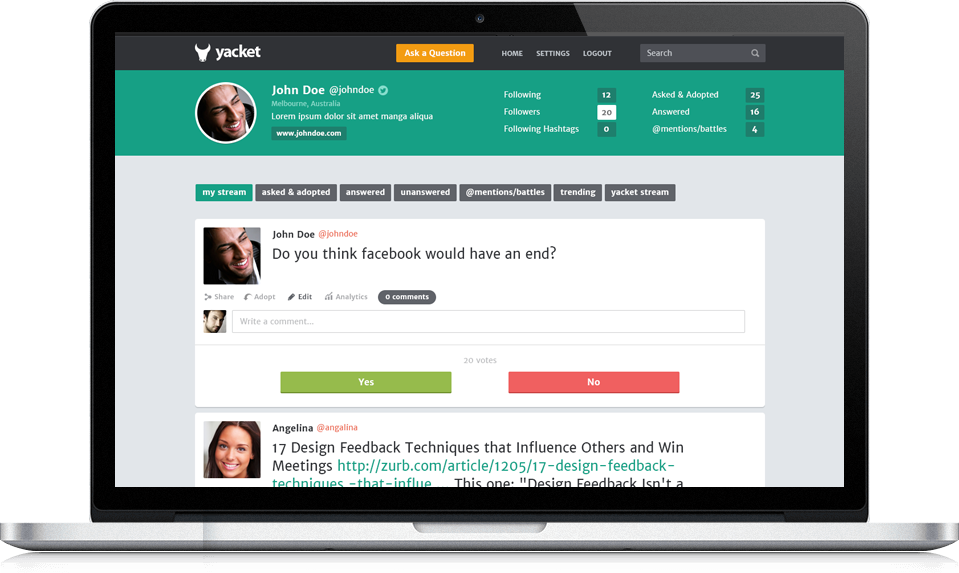 yacket
Ask a Question
HOME SETTINGS LOGOUT
Search
John Doe @johndoe
Melbourne, Australia
Lorem ipsum dolor sit amet manga aliqua
www.johndoe.com
Following 12
Followers 20
Following Hashtags 0
Asked & Adopted 25
Answered 16
@mentions/battles 4
my stream asked & adopted answered unanswered @mentions/battles trending yacket stream
John Doe @johndoe
Do you think facebook would have an end?
Share Adopt Edit Analytics 0 comments
Write a comment...
20 votes
Yes No
Angelina @angalina
17 Design Feedback Techniques that Influence Others and Win
Meetings http://zurb.com/article/1205/17-design-feedback-
techniques -that-influe... This one: "Design Feedback Isn't a